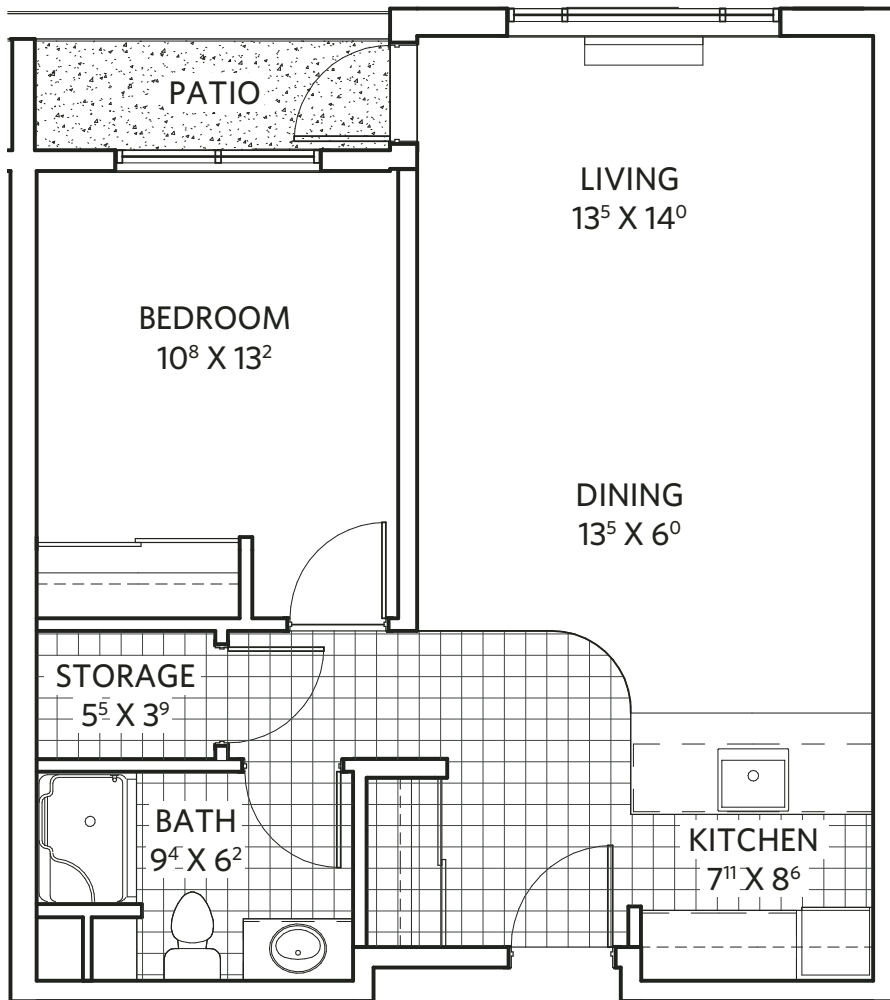 PATIO
LIVING
13⁵ X 14⁰
BEDROOM
10⁸ X 13²
DINING
13⁵ X 6⁰
STORAGE
5⁵ X 3⁹
BATH
9⁴ X 6²
KITCHEN
7¹¹ X 8⁶